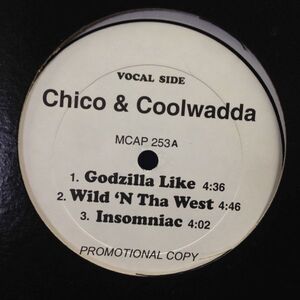 VOCAL SIDE
Chico & Coolwadda
MCAP 253A
1. Godzilla Like 4:36
2. Wild 'N Tha West 4:46
3. Insomniac 4:02
PROMOTIONAL COPY